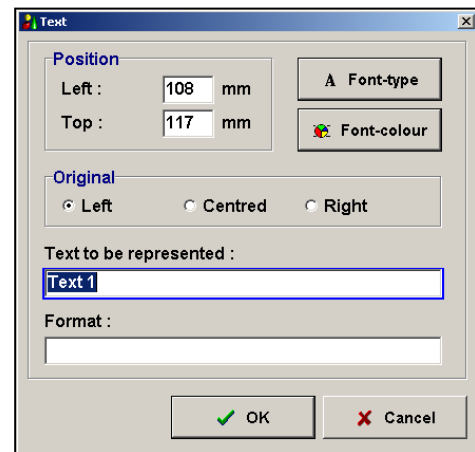 Text
Position
Left : 108 mm
Top : 117 mm
A Font-type
Font-colour
Original
Left Centred Right
Text to be represented :
Text 1
Format :
OK Cancel